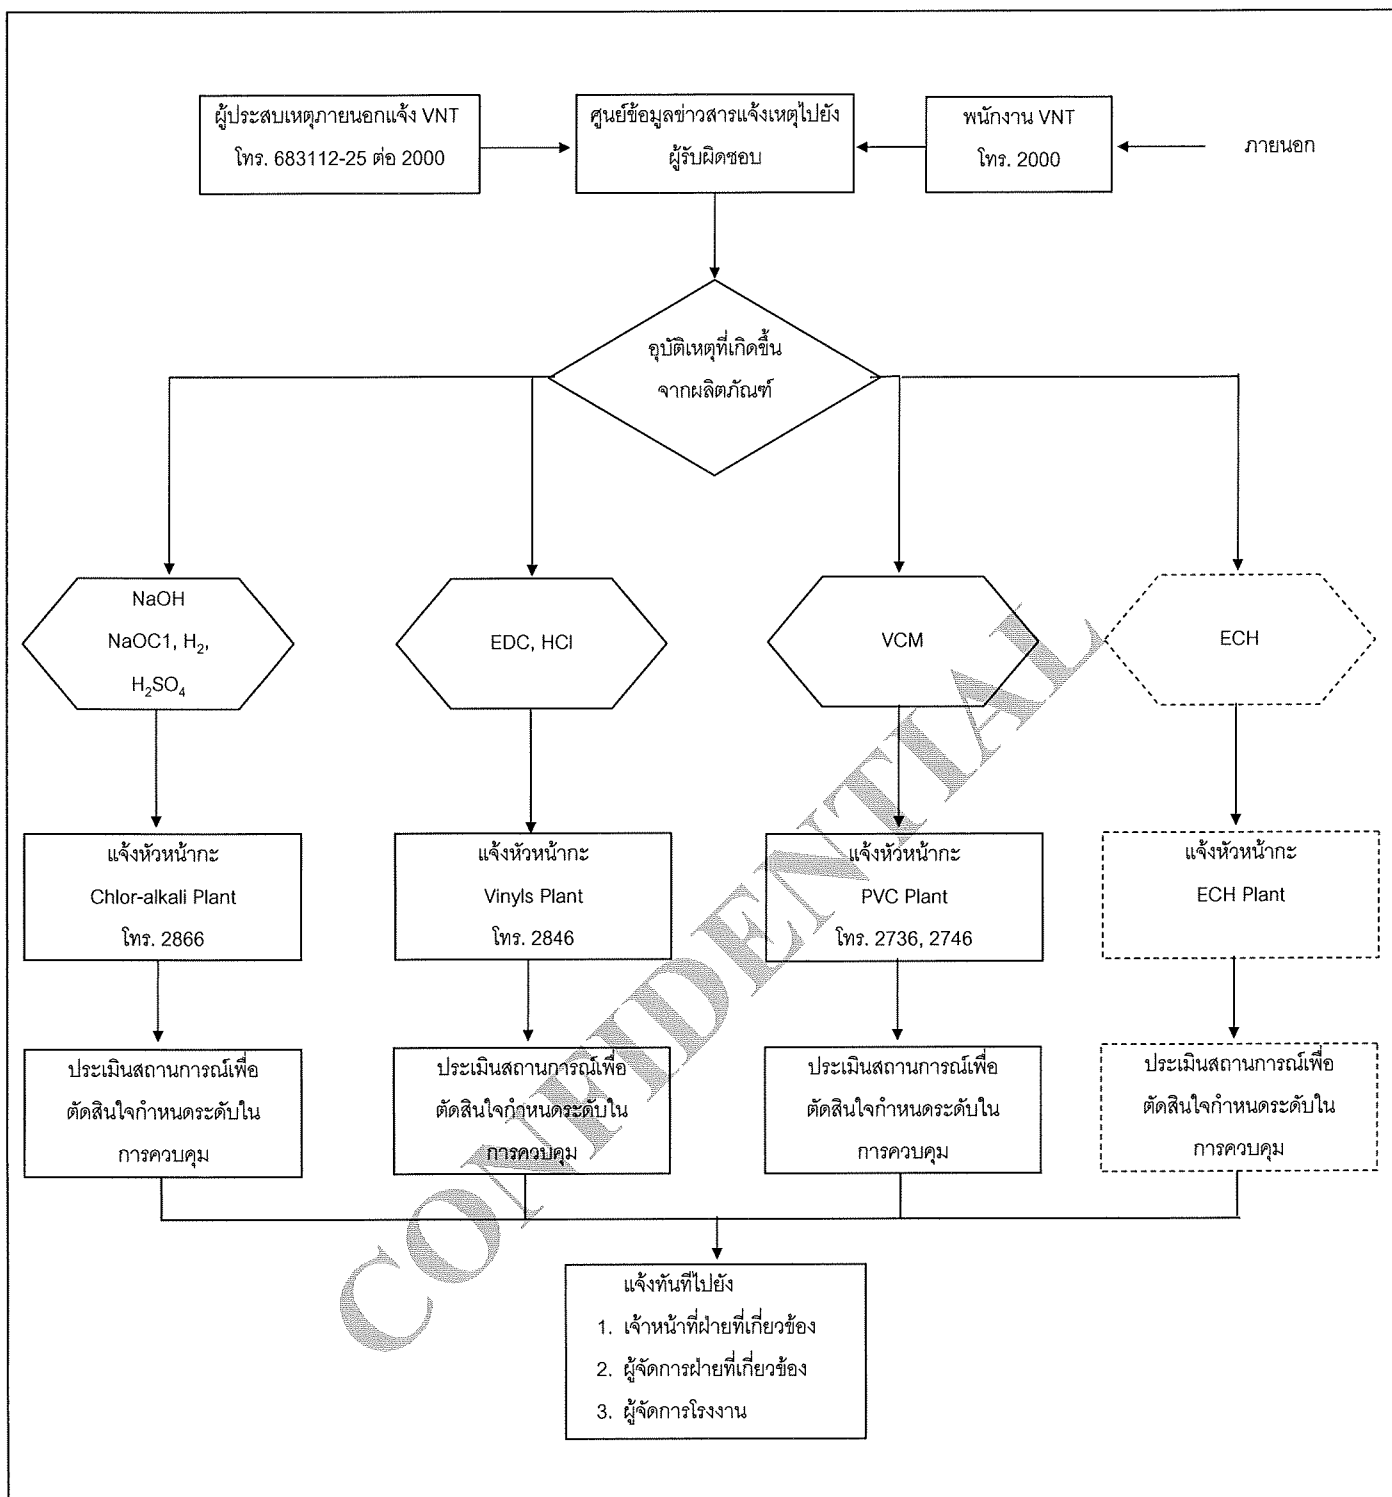 ผู้ประสบเหตุภายนอกแจ้ง VNT
โทร. 683112-25 ต่อ 2000
ศูนย์ข้อมูลข่าวสารแจ้งเหตุไปยัง
ผู้รับผิดชอบ
พนักงาน VNT
โทร. 2000
ภายนอก
อุบัติเหตุที่เกิดขึ้น
จากผลิตภัณฑ์
NaOH
NaOC1, H₂,
H₂SO₄
EDC, HCl
VCM
ECH
แจ้งหัวหน้ากะ
Chlor-alkali Plant
โทร. 2866
แจ้งหัวหน้ากะ
Vinyls Plant
โทร. 2846
แจ้งหัวหน้ากะ
PVC Plant
โทร. 2736, 2746
แจ้งหัวหน้ากะ
ECH Plant
ประเมินสถานการณ์เพื่อ
ตัดสินใจกำหนดระดับใน
การควบคุม
ประเมินสถานการณ์เพื่อ
ตัดสินใจกำหนดระดับใน
การควบคุม
ประเมินสถานการณ์เพื่อ
ตัดสินใจกำหนดระดับใน
การควบคุม
ประเมินสถานการณ์เพื่อ
ตัดสินใจกำหนดระดับใน
การควบคุม
แจ้งทันทีไปยัง
1. เจ้าหน้าที่ฝ่ายที่เกี่ยวข้อง
2. ผู้จัดการฝ่ายที่เกี่ยวข้อง
3. ผู้จัดการโรงงาน
CONFIDENTIAL